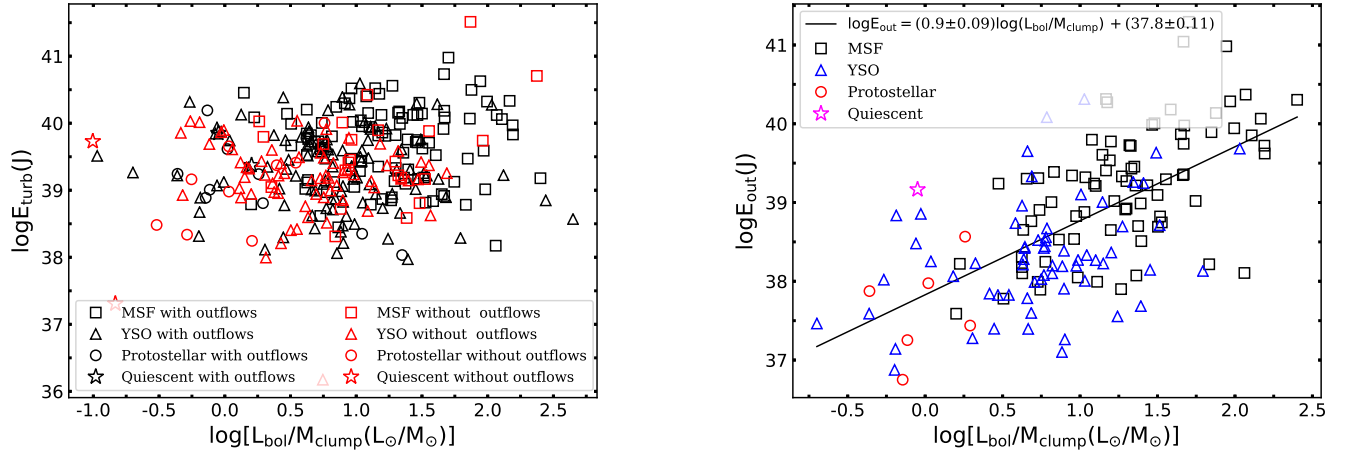 41
40
39
38
37
36
logE_turb(J)
MSF with outflows
YSO with outflows
Protostellar with outflows
Quiescent with outflows
MSF without outflows
YSO without outflows
Protostellar without outflows
Quiescent without outflows
-1.0 -0.5 0.0 0.5 1.0 1.5 2.0 2.5
log[L_bol/M_clump(L_⊙/M_⊙)]
41
40
39
38
37
logE_out(J)
logE_out = (0.9±0.09)log(L_bol/M_clump) + (37.8±0.11)
MSF
YSO
Protostellar
Quiescent
-0.5 0.0 0.5 1.0 1.5 2.0 2.5
log[L_bol/M_clump(L_⊙/M_⊙)]